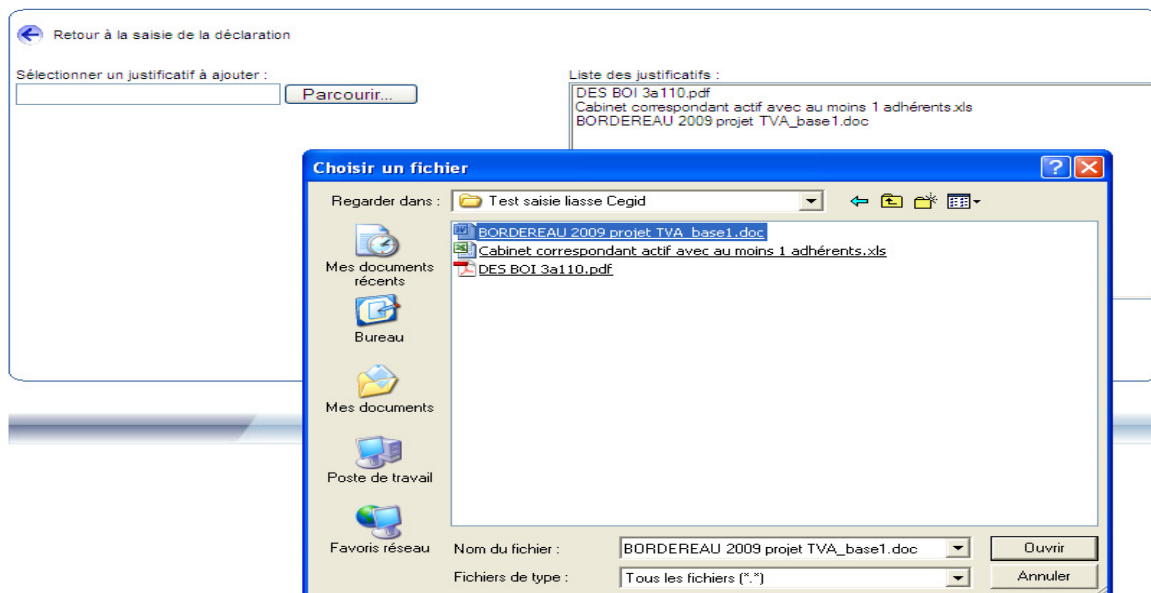 Retour à la saisie de la déclaration
Sélectionner un justificatif à ajouter :
Parcourir...
Liste des justificatifs :
DES BOI 3a110.pdf
Cabinet correspondant actif avec au moins 1 adhérents.xls
BORDEREAU 2009 projet TVA_base1.doc
Choisir un fichier
Regarder dans :
Test saisie liasse Cegid
Mes documents
récents
Bureau
Mes documents
Poste de travail
Favoris réseau
BORDEREAU 2009 projet TVA_base1.doc
Cabinet correspondant actif avec au moins 1 adhérents.xls
DES BOI 3a110.pdf
Nom du fichier :
BORDEREAU 2009 projet TVA_base1.doc
Ouvrir
Fichiers de type :
Tous les fichiers (*.*)
Annuler